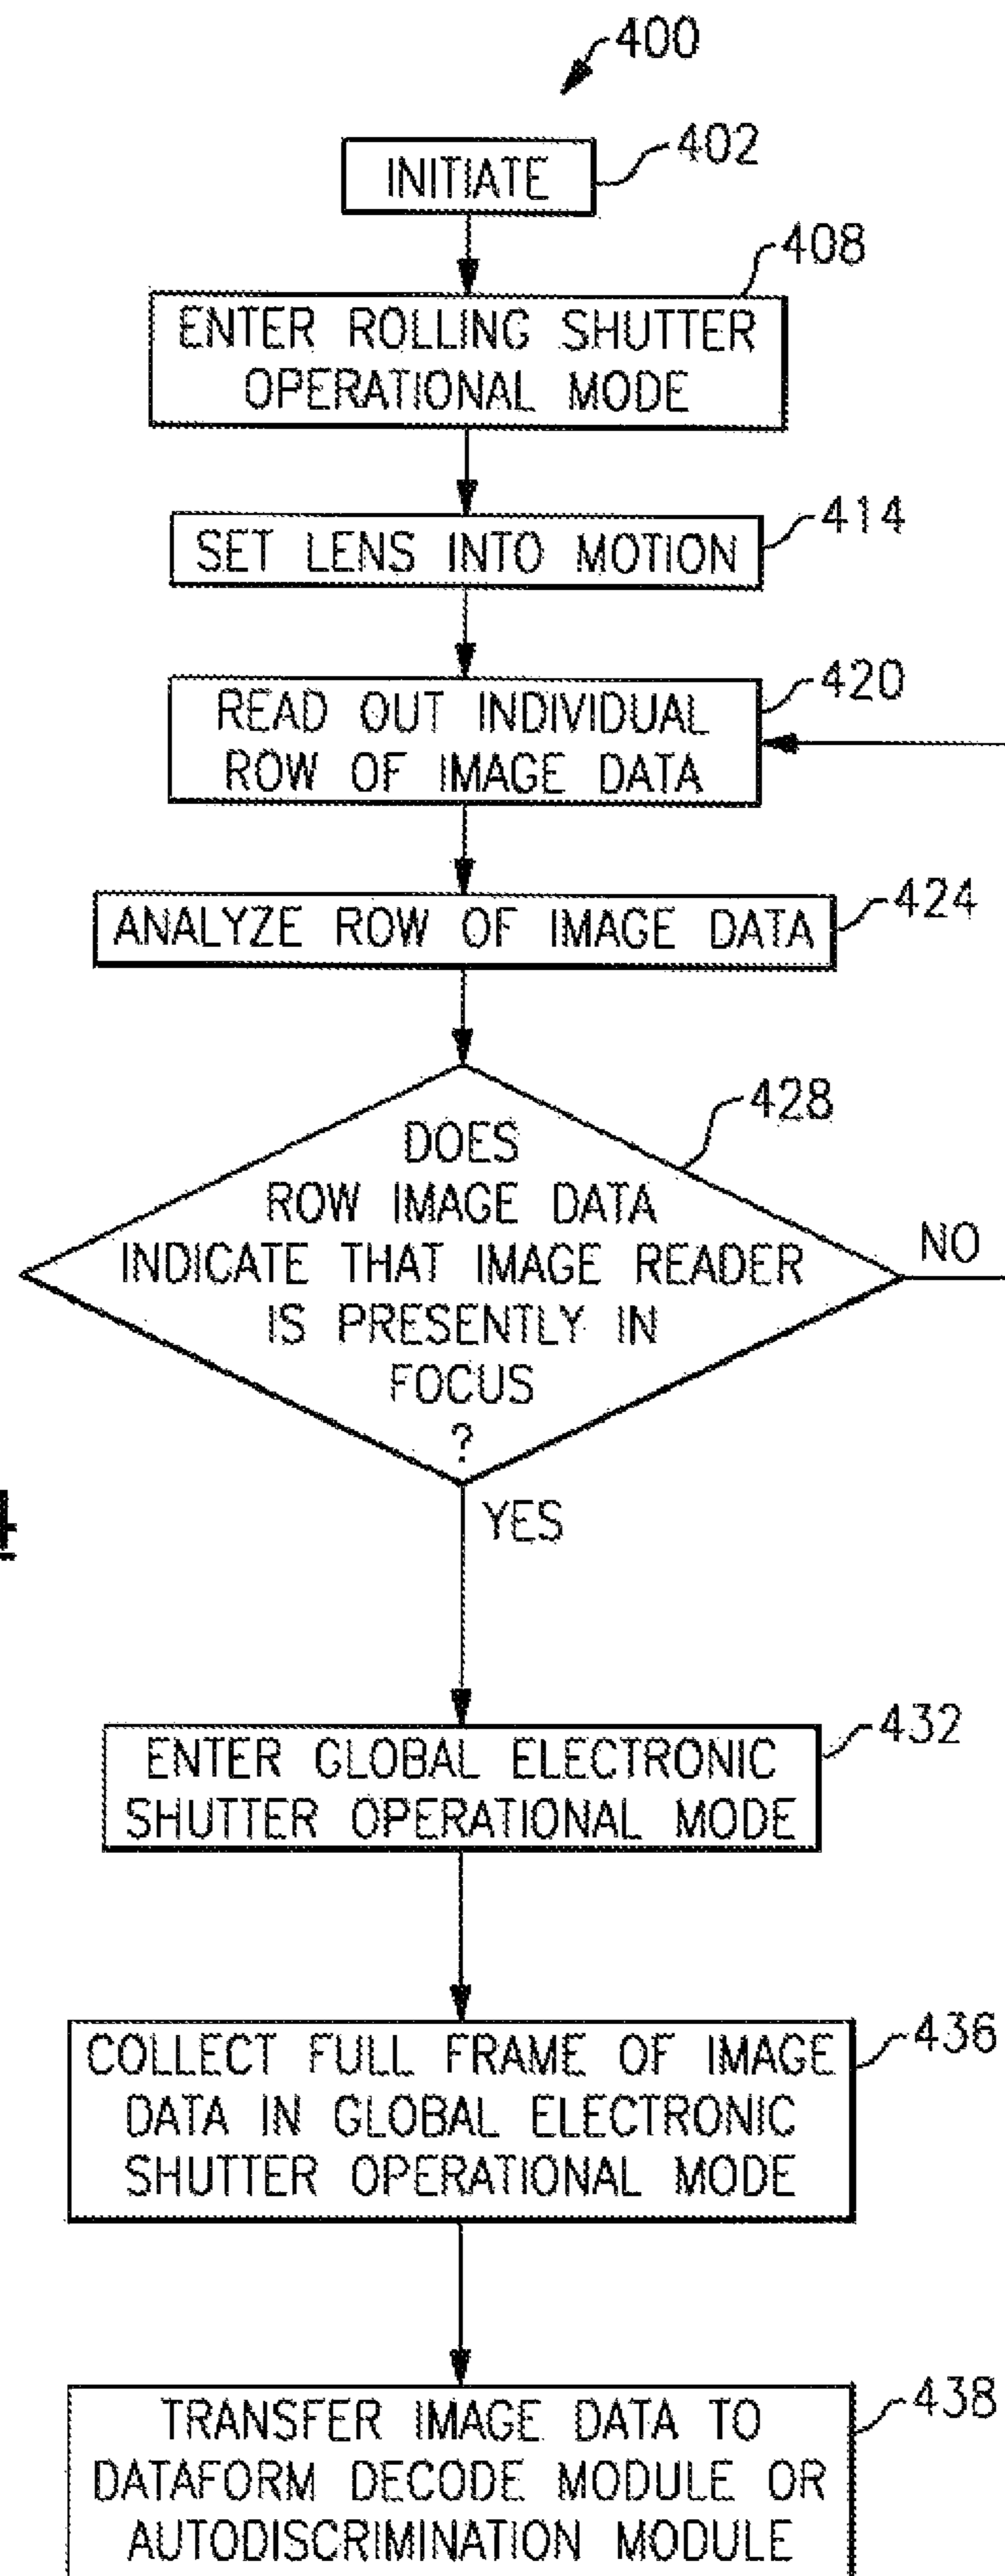 400
INITIATE
402
408
ENTER ROLLING SHUTTER
OPERATIONAL MODE
414
SET LENS INTO MOTION
420
READ OUT INDIVIDUAL
ROW OF IMAGE DATA
424
ANALYZE ROW OF IMAGE DATA
428
DOES
ROW IMAGE DATA
INDICATE THAT IMAGE READER
IS PRESENTLY IN
FOCUS
?
NO
YES
432
ENTER GLOBAL ELECTRONIC
SHUTTER OPERATIONAL MODE
436
COLLECT FULL FRAME OF IMAGE
DATA IN GLOBAL ELECTRONIC
SHUTTER OPERATIONAL MODE
438
TRANSFER IMAGE DATA TO
DATAFORM DECODE MODULE OR
AUTODISCRIMINATION MODULE